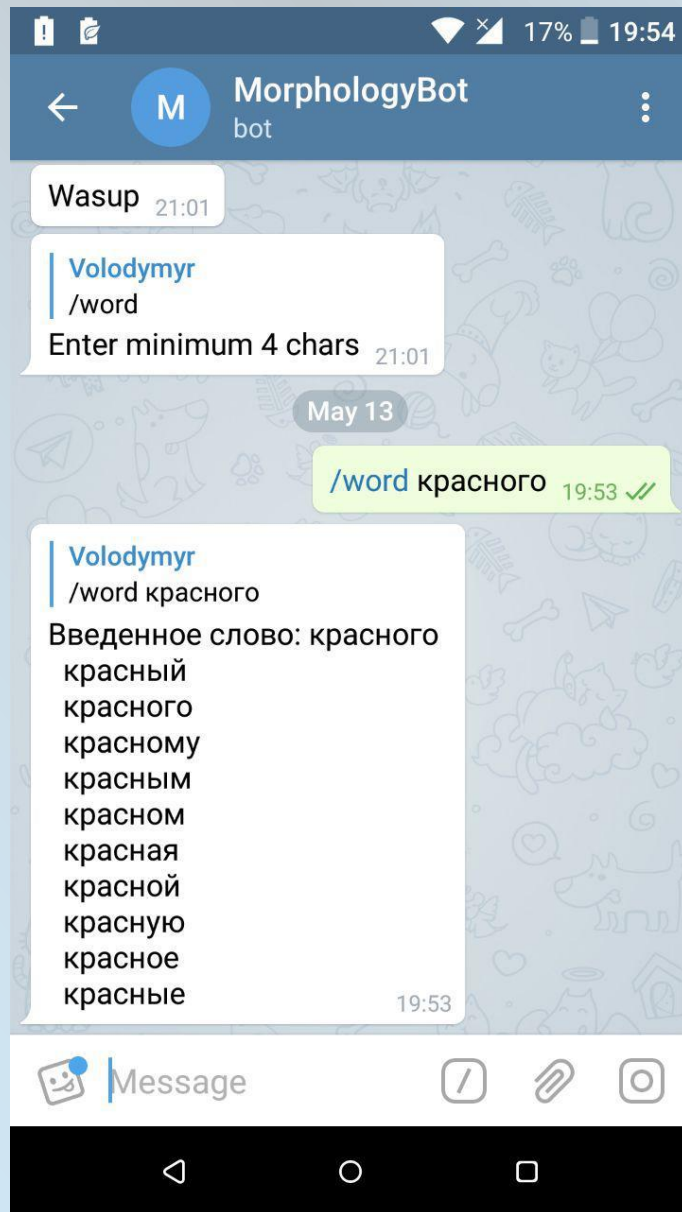 17% 19:54
M MorphologyBot
bot
Wasup 21:01
Volodymyr
/word
Enter minimum 4 chars 21:01
May 13
/word красного 19:53
Volodymyr
/word красного
Введенное слово: красного
красный
красного
красному
красным
красном
красная
красной
красную
красное
красные 19:53
Message